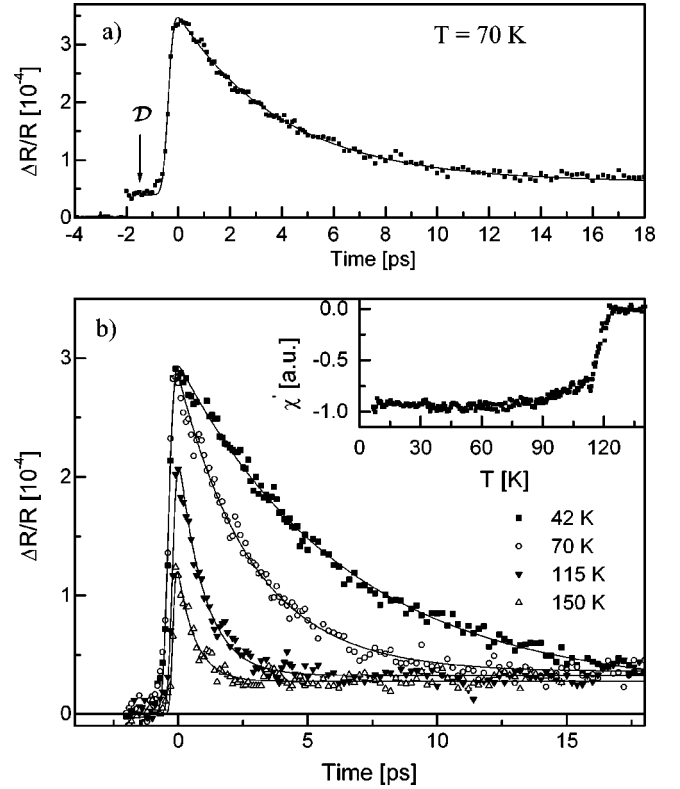 a)
T = 70 K
𝒟
ΔR/R [10⁻⁴]
3
2
1
0
-4 -2 0 2 4 6 8 10 12 14 16 18
Time [ps]
b)
ΔR/R [10⁻⁴]
3
2
1
0
0 5 10 15
Time [ps]
χ' [a.u.]
0.0
-0.5
-1.0
0 30 60 90 120
T [K]
42 K
70 K
115 K
150 K